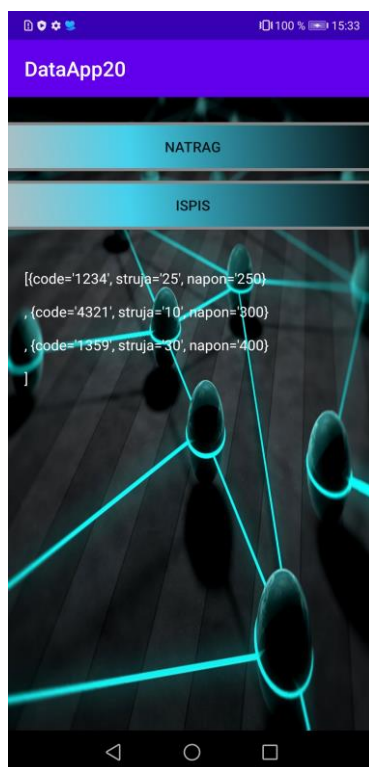 100 % 15:33
DataApp20
NATRAG
ISPIS
[{code='1234', struja='25', napon='250}
, {code='4321', struja='10', napon='300}
, {code='1359', struja='30', napon='400}
]